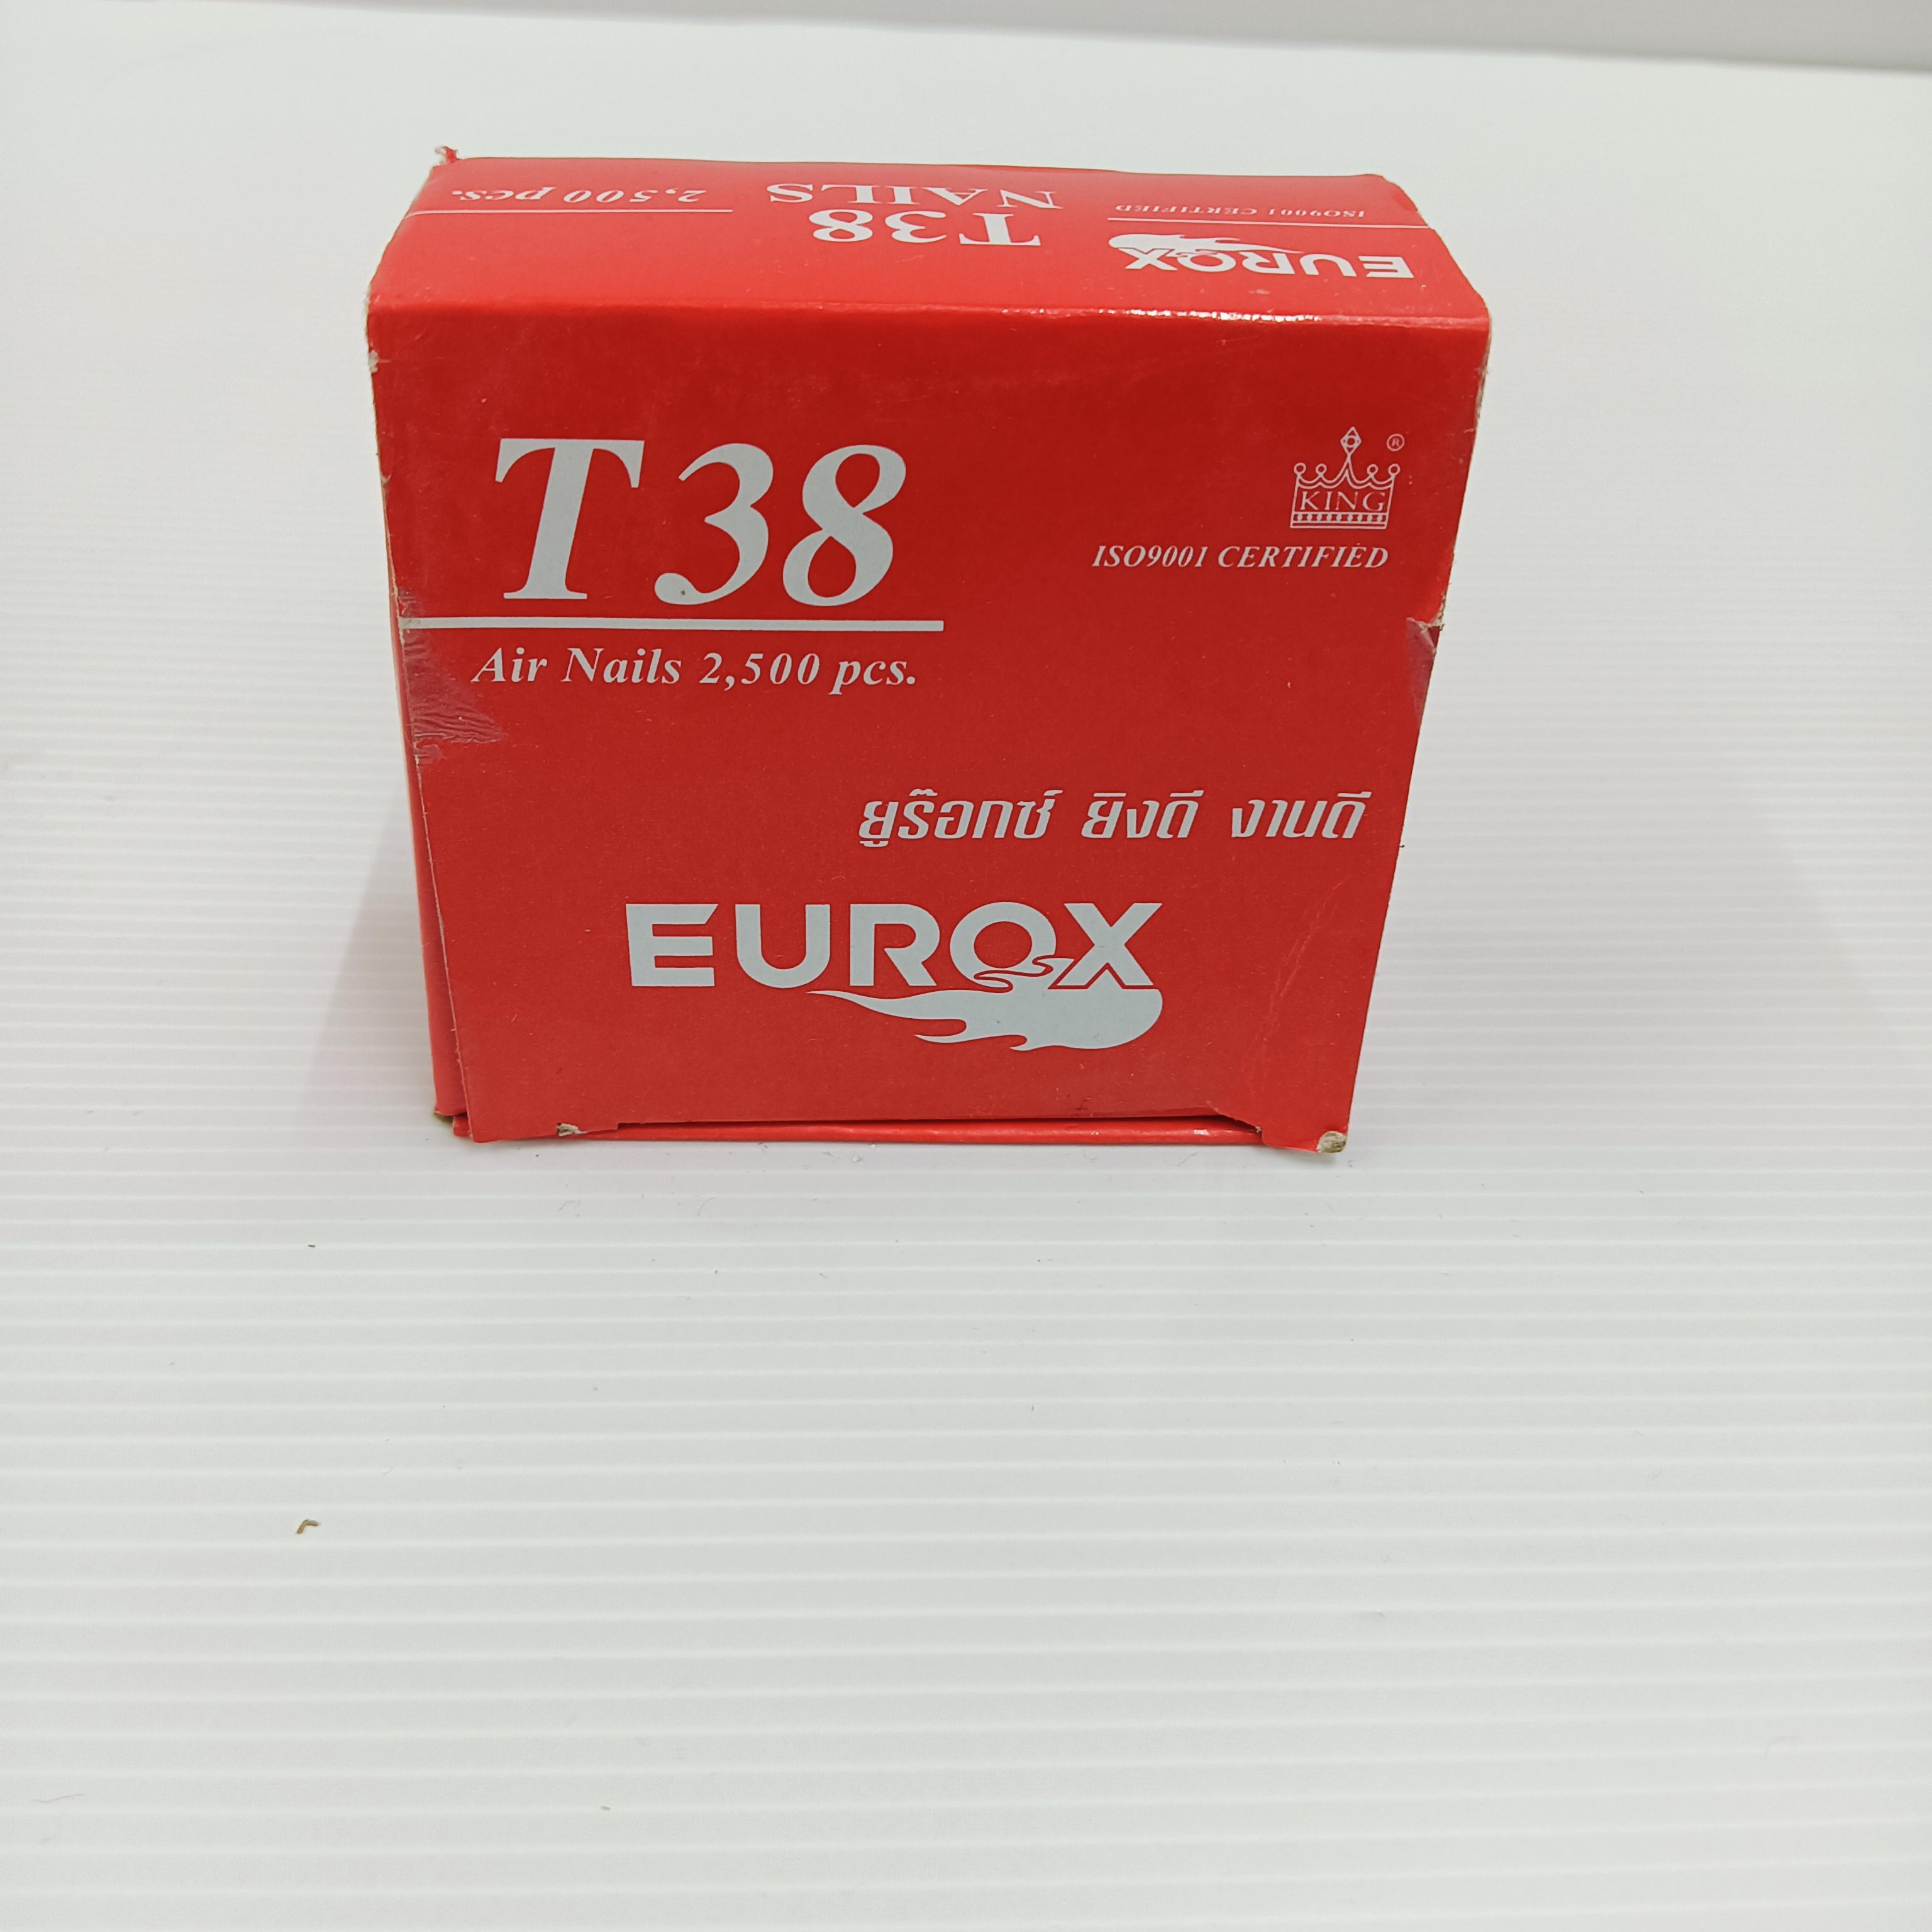 2,500 pcs.
T38
NAILS
ISO9001 CERTIFIED
EUROX
T38
KING
®
ISO9001 CERTIFIED
Air Nails 2,500 pcs.
ยูร๊อกซ์ ยิงดี งานดี
EUROX